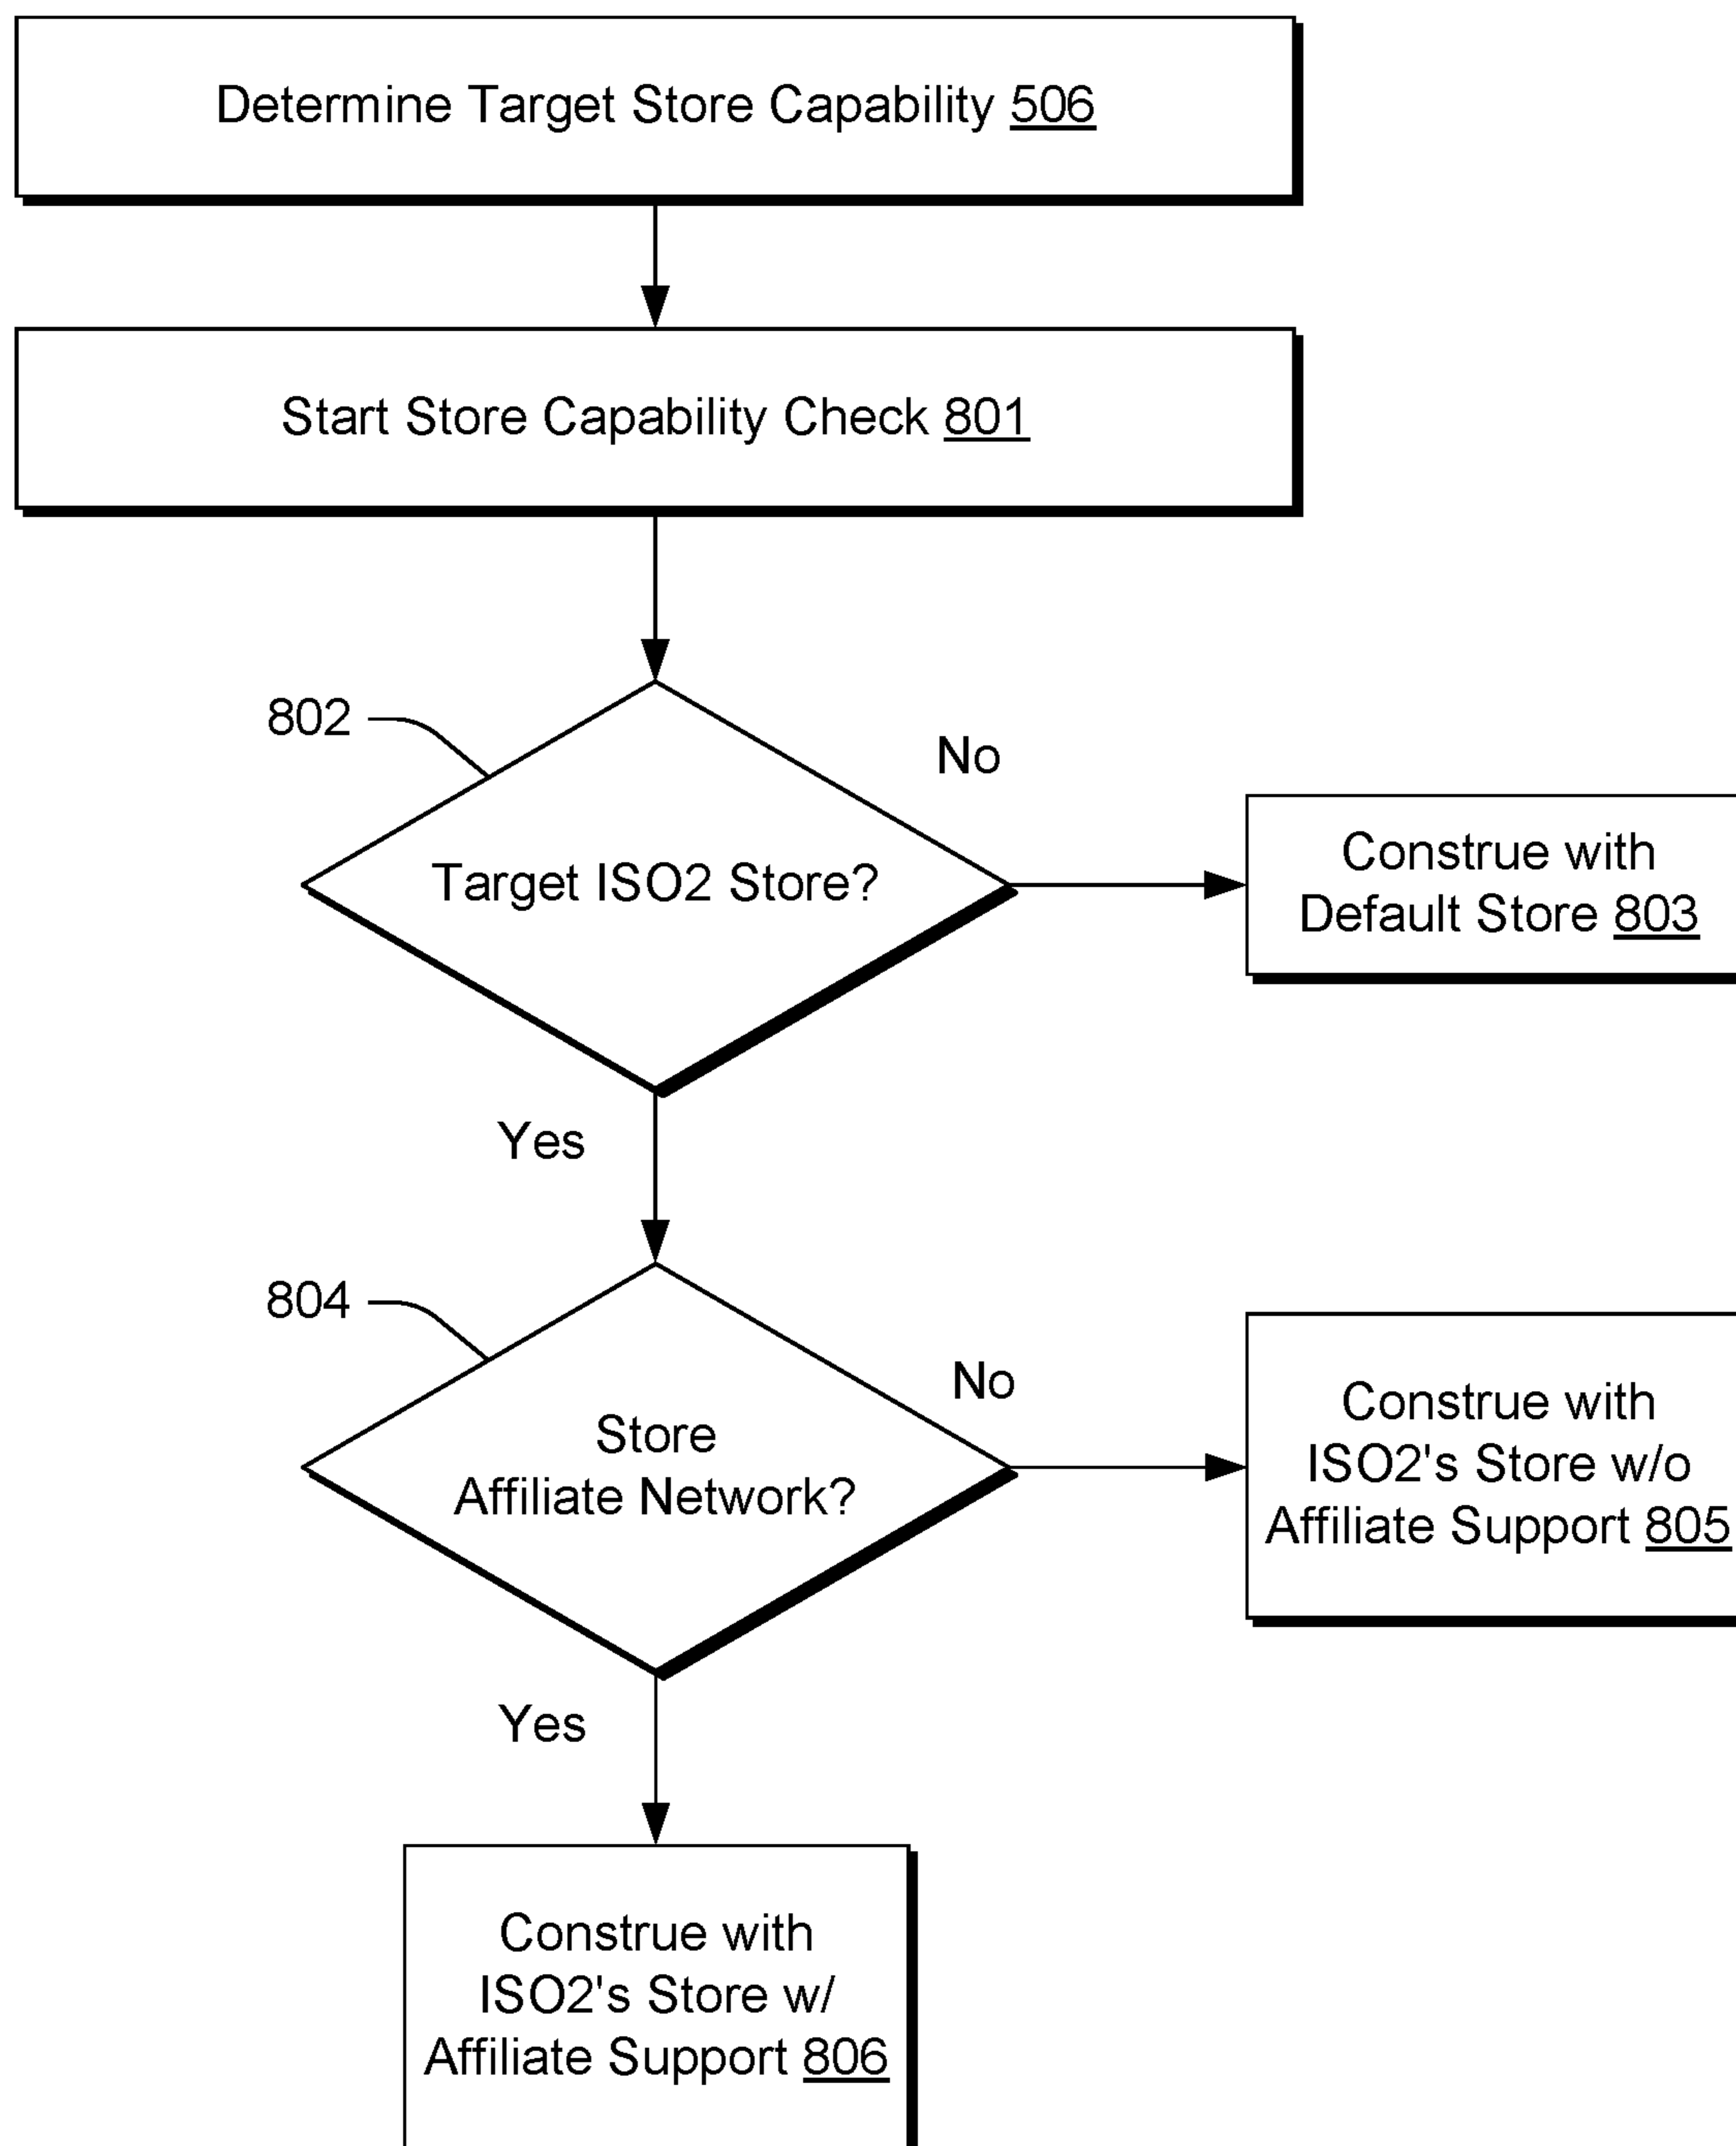 Determine Target Store Capability 506
Start Store Capability Check 801
802
No
Target ISO2 Store?
Construe with
Default Store 803
Yes
804
No
Store
Affiliate Network?
Construe with
ISO2's Store w/o
Affiliate Support 805
Yes
Construe with
ISO2's Store w/
Affiliate Support 806